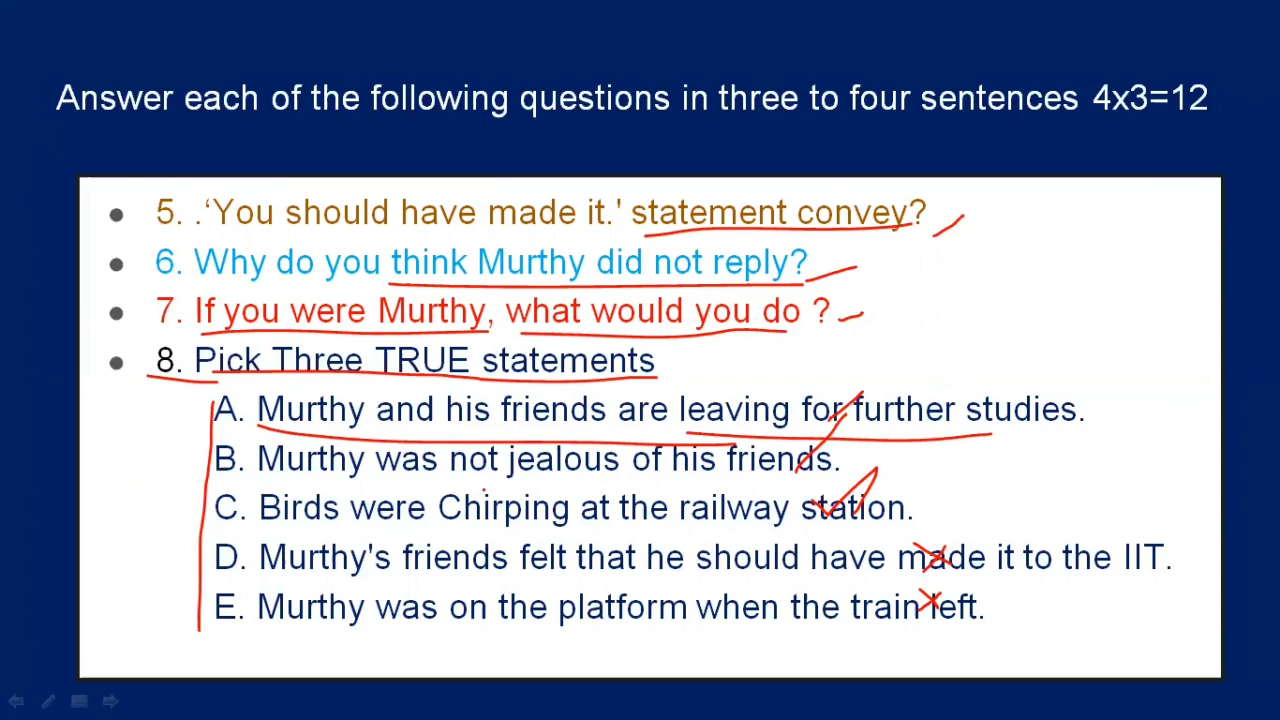 Answer each of the following questions in three to four sentences 4x3=12
• 5. .‘You should have made it.' statement convey?
• 6. Why do you think Murthy did not reply?
• 7. If you were Murthy, what would you do ?
• 8. Pick Three TRUE statements
A. Murthy and his friends are leaving for further studies.
B. Murthy was not jealous of his friends.
C. Birds were Chirping at the railway station.
D. Murthy's friends felt that he should have made it to the IIT.
E. Murthy was on the platform when the train left.